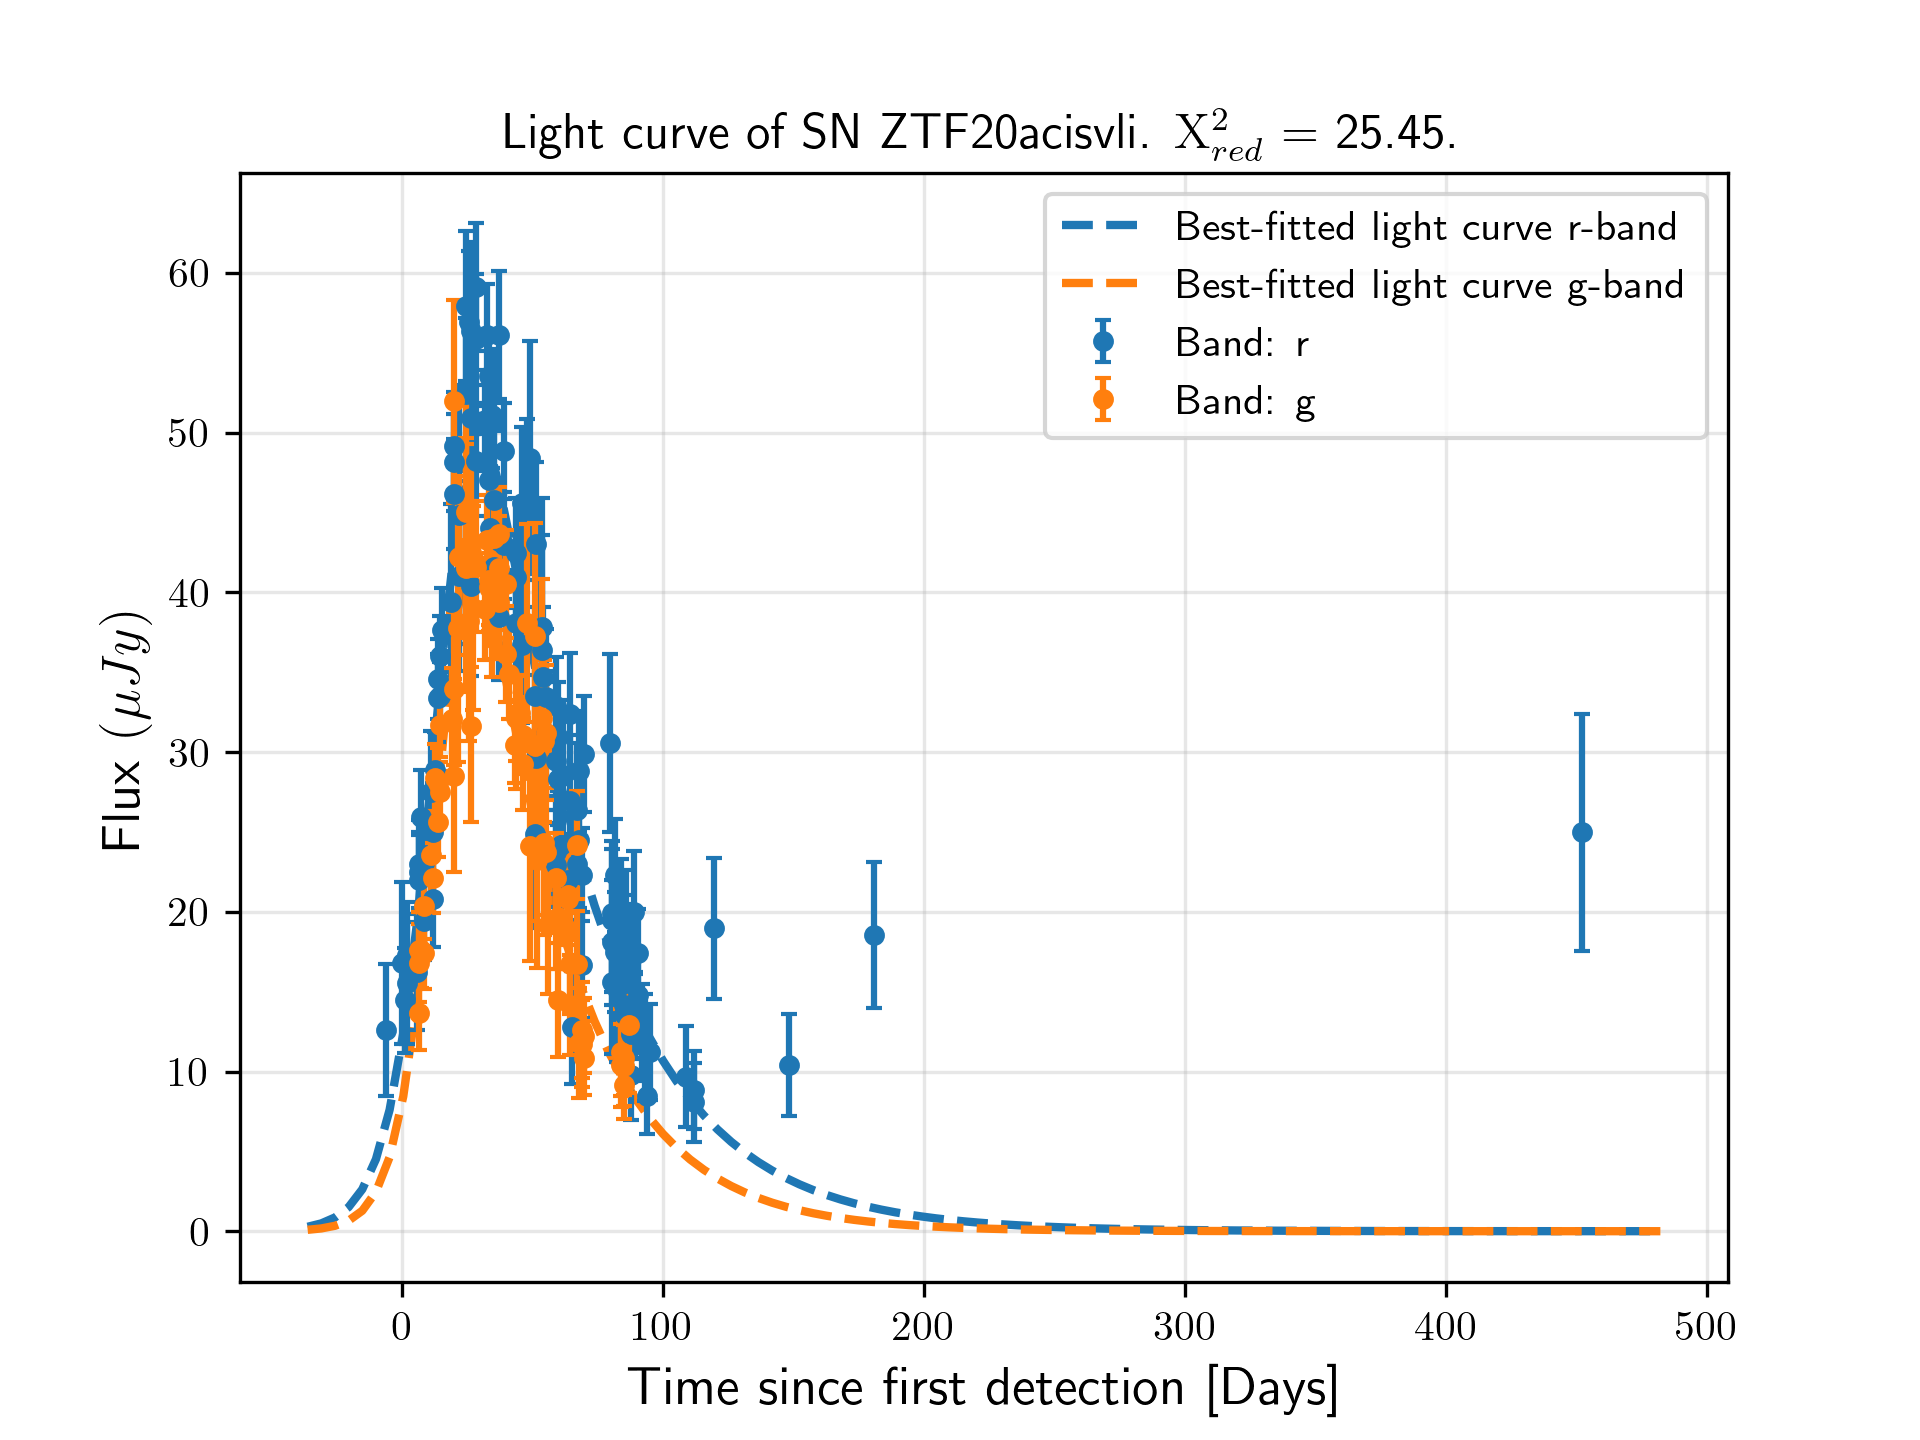 Light curve of SN ZTF20acisvli. X²_red = 25.45.
Best-fitted light curve r-band
Best-fitted light curve g-band
Band: r
Band: g
60
50
40
30
20
10
0
Flux (μJy)
0 100 200 300 400 500
Time since first detection [Days]